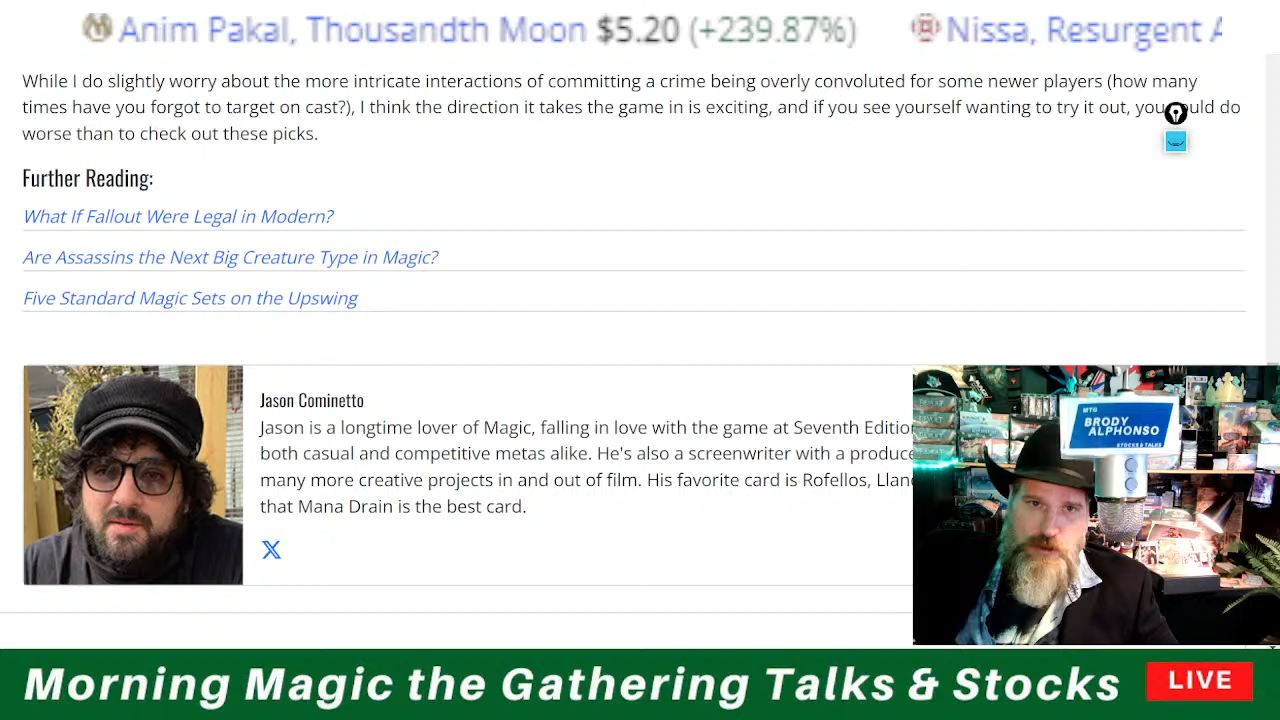 Anim Pakal, Thousandth Moon $5.20 (+239.87%) Nissa, Resurgent
While I do slightly worry about the more intricate interactions of committing a crime being overly convoluted for some newer players (how many
times have you forgot to target on cast?), I think the direction it takes the game in is exciting, and if you see yourself wanting to try it out, you could do
worse than to check out these picks.
Further Reading:
What If Fallout Were Legal in Modern?
Are Assassins the Next Big Creature Type in Magic?
Five Standard Magic Sets on the Upswing
Jason Cominetto
Jason is a longtime lover of Magic, falling in love with the game at Seventh Editio
both casual and competitive metas alike. He's also a screenwriter with a produce
many more creative projects in and out of film. His favorite card is Rofellos, Llan
that Mana Drain is the best card.
MTG
BRODY
ALPHONSO
STOCKS & TALKS
Morning Magic the Gathering Talks & Stocks
LIVE